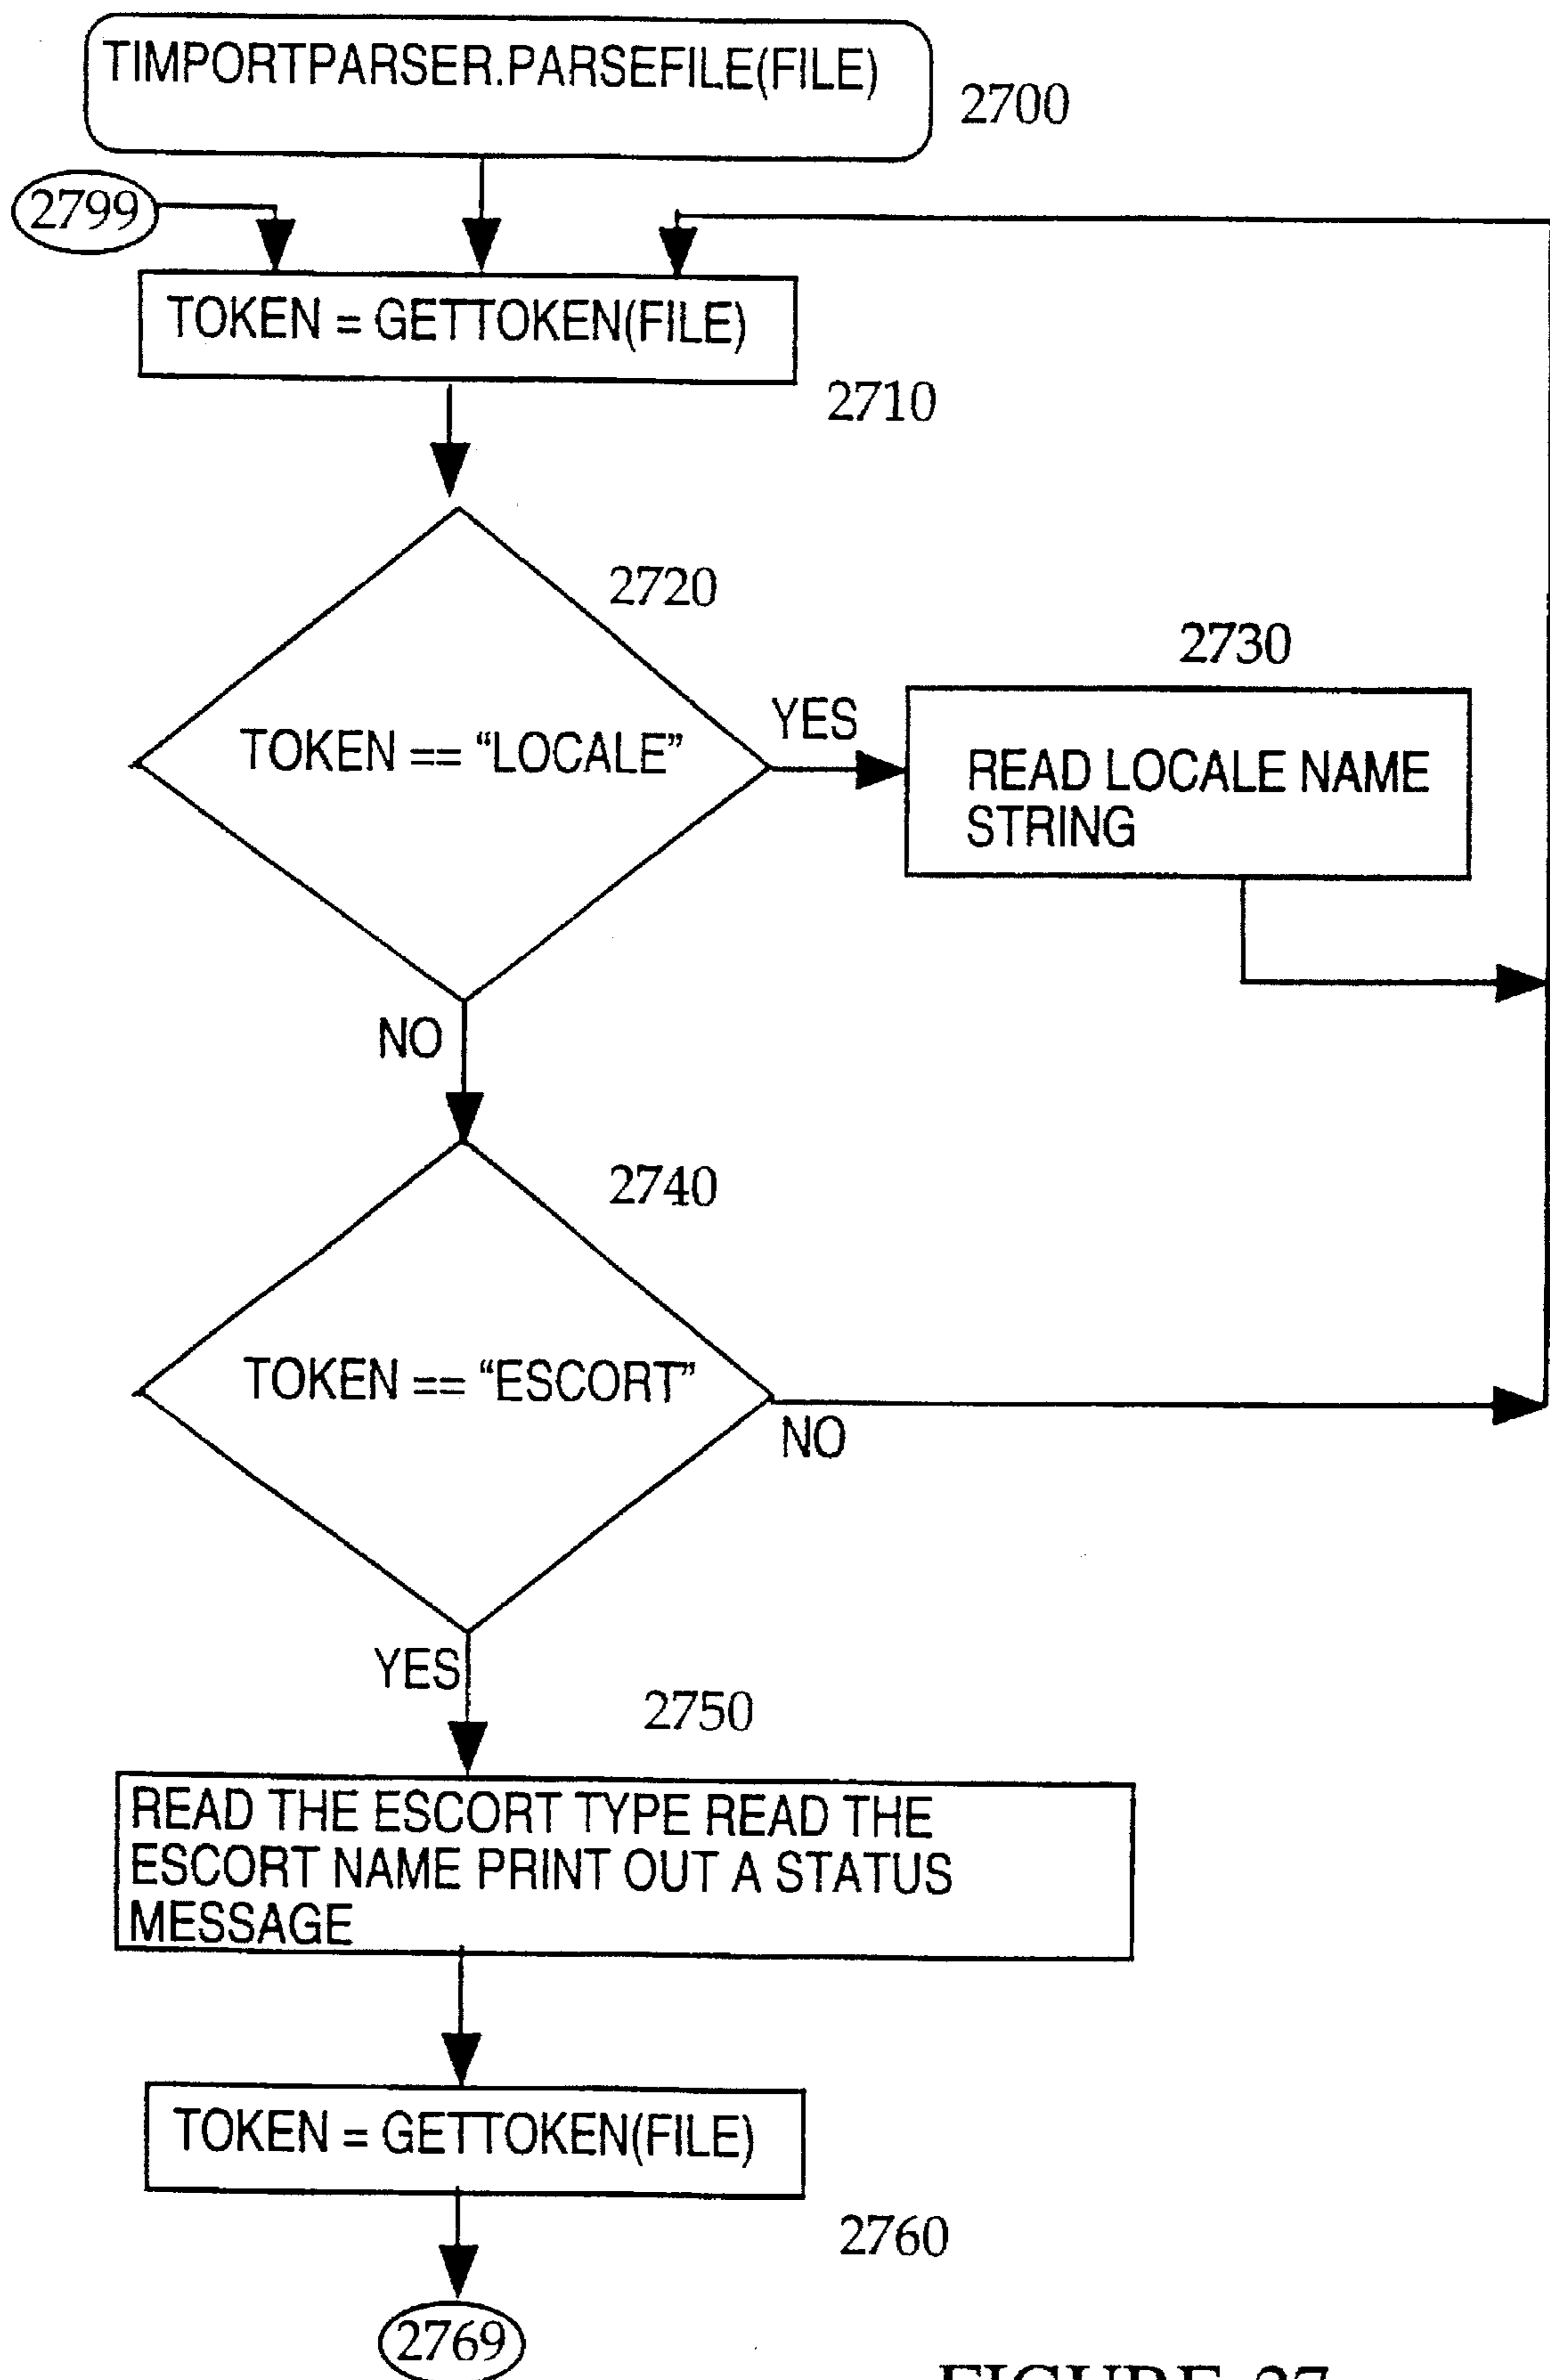 TIMPORTPARSER.PARSEFILE(FILE)
2700
2799
TOKEN = GETTOKEN(FILE)
2710
2720
TOKEN == “LOCALE”
YES
2730
READ LOCALE NAME
STRING
NO
2740
TOKEN == “ESCORT”
NO
YES
2750
READ THE ESCORT TYPE READ THE
ESCORT NAME PRINT OUT A STATUS
MESSAGE
TOKEN = GETTOKEN(FILE)
2760
2769
FIGURE 27